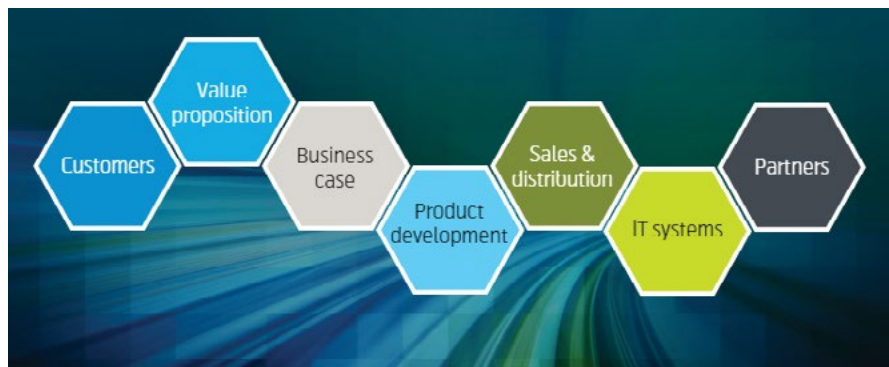 Customers
Value
proposition
Business
case
Product
development
Sales &
distribution
IT systems
Partners